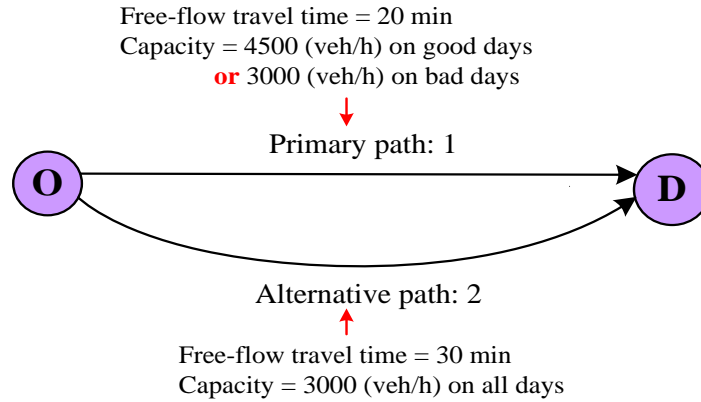 Free-flow travel time = 20 min
Capacity = 4500 (veh/h) on good days
or 3000 (veh/h) on bad days
Primary path: 1
O
D
Alternative path: 2
Free-flow travel time = 30 min
Capacity = 3000 (veh/h) on all days